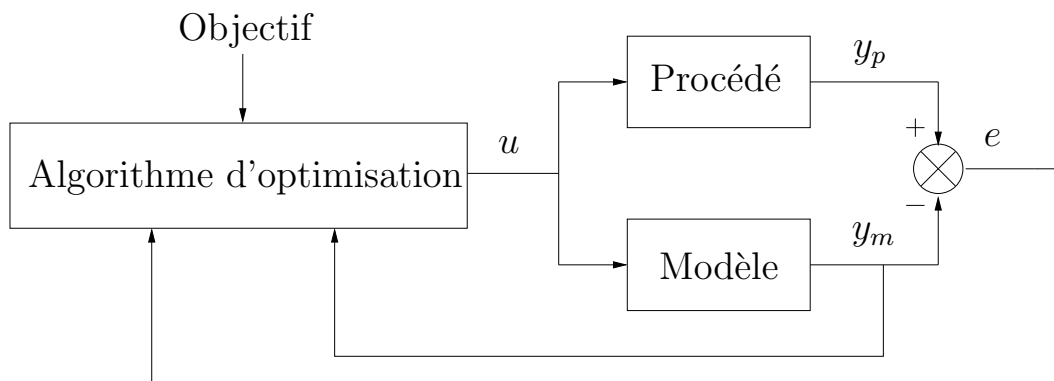 Objectif
Algorithme d'optimisation
u
Procédé
y_p
+
e
−
y_m
Modèle